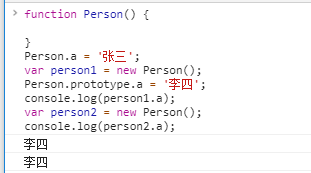 > function Person() {
}
Person.a = '张三';
var person1 = new Person();
Person.prototype.a = '李四';
console.log(person1.a);
var person2 = new Person();
console.log(person2.a);
李四
李四